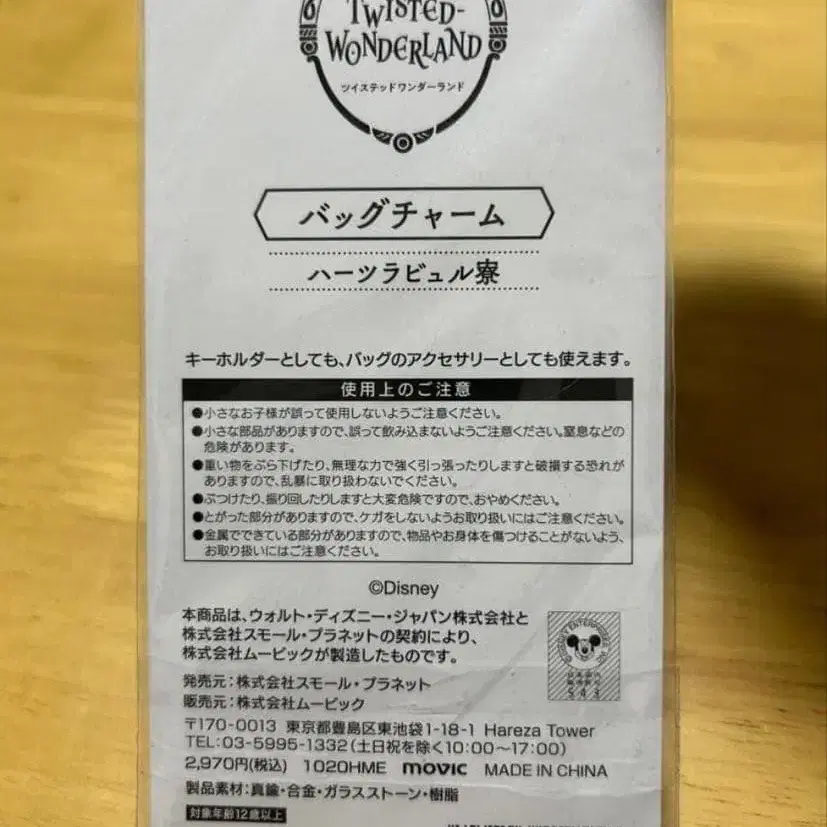 TWISTED-
WONDERLAND
ツイステッドワンダーランド
バッグチャーム
ハーツラビュル寮
キーホルダーとしても、バッグのアクセサリーとしても使えます。
使用上のご注意
●小さなお子様が誤って使用しないようご注意ください。
●小さな部品がありますので、誤って飲み込まないようご注意ください。窒息などの
危険があります。
●重い物をぶら下げたり、無理な力で強く引っ張ったりしますと破損する恐れが
ありますので、乱暴に取り扱わないでください。
●ぶつけたり、振り回したりしますと大変危険ですので、おやめください。
●とがった部分がありますので、ケガをしないようお取り扱いにはご注意ください。
●金属でできている部分がありますので、物品やお身体を傷つけることがないよう、
お取り扱いにはご注意ください。
©Disney
本商品は、ウォルト・ディズニー・ジャパン株式会社と
株式会社スモール・プラネットの契約により、
株式会社ムービックが製造したものです。
発売元：株式会社スモール・プラネット
販売元：株式会社ムービック
〒170-0013 東京都豊島区東池袋1-18-1 Hareza Tower
TEL:03-5995-1332(土日祝を除く10:00〜17:00)
2,970円(税込) 1020HME movic MADE IN CHINA
製品素材：真鍮・合金・ガラスストーン・樹脂
対象年齢12歳以上